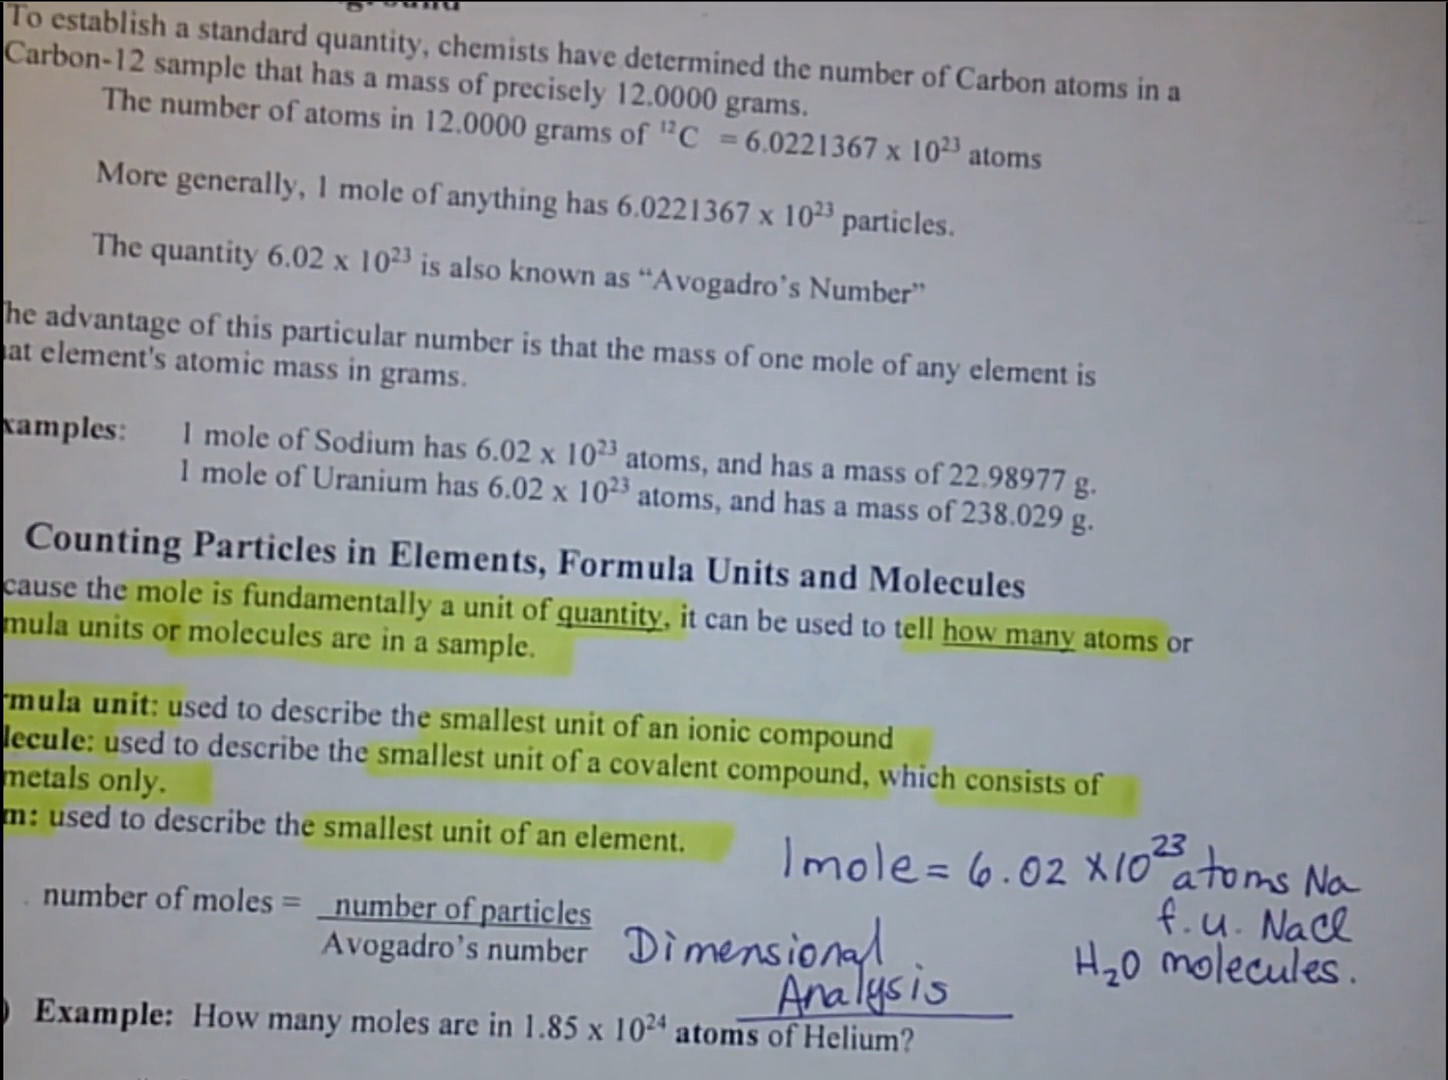 To establish a standard quantity, chemists have determined the number of Carbon atoms in a
Carbon-12 sample that has a mass of precisely 12.0000 grams.
The number of atoms in 12.0000 grams of ¹²C = 6.0221367 x 10²³ atoms
More generally, 1 mole of anything has 6.0221367 x 10²³ particles.
The quantity 6.02 x 10²³ is also known as “Avogadro’s Number”
he advantage of this particular number is that the mass of one mole of any element is
at element's atomic mass in grams.
xamples: 1 mole of Sodium has 6.02 x 10²³ atoms, and has a mass of 22.98977 g.
1 mole of Uranium has 6.02 x 10²³ atoms, and has a mass of 238.029 g.
Counting Particles in Elements, Formula Units and Molecules
cause the mole is fundamentally a unit of quantity, it can be used to tell how many atoms or
mula units or molecules are in a sample.
mula unit: used to describe the smallest unit of an ionic compound
lecule: used to describe the smallest unit of a covalent compound, which consists of
metals only.
m: used to describe the smallest unit of an element.
1 mole = 6.02 x 10²³ atoms Na
f.u. NaCl
H₂O molecules.
number of moles = number of particles
Avogadro’s number
Dimensional
Analysis
) Example: How many moles are in 1.85 x 10²⁴ atoms of Helium?